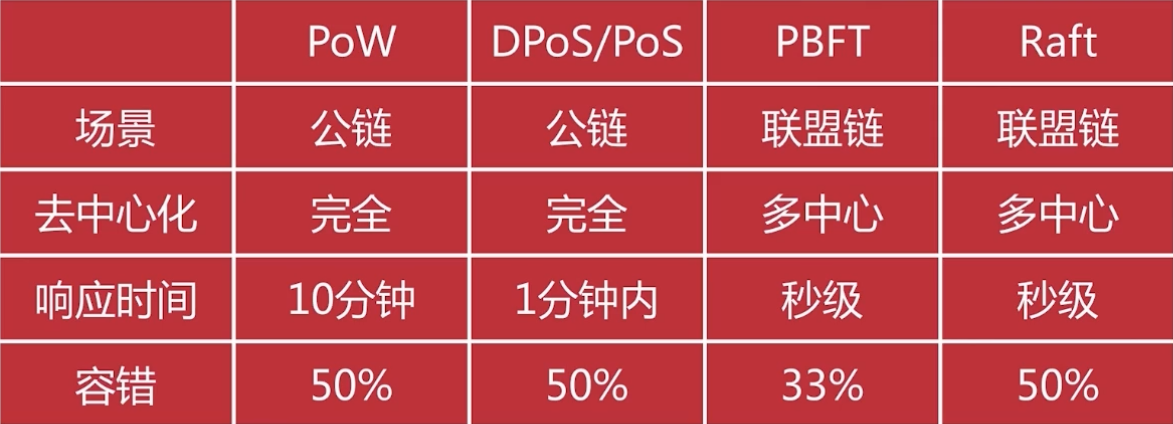 PoW DPoS/PoS PBFT Raft
场景 公链 公链 联盟链 联盟链
去中心化 完全 完全 多中心 多中心
响应时间 10分钟 1分钟内 秒级 秒级
容错 50% 50% 33% 50%